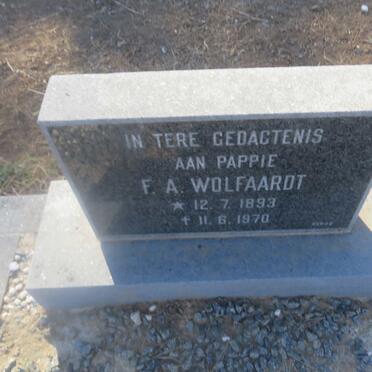 IN TERE GEDAGTENIS
AAN PAPPIE
F. A. WOLFAARDT
* 12. 7. 1893
† 11. 6. 1970